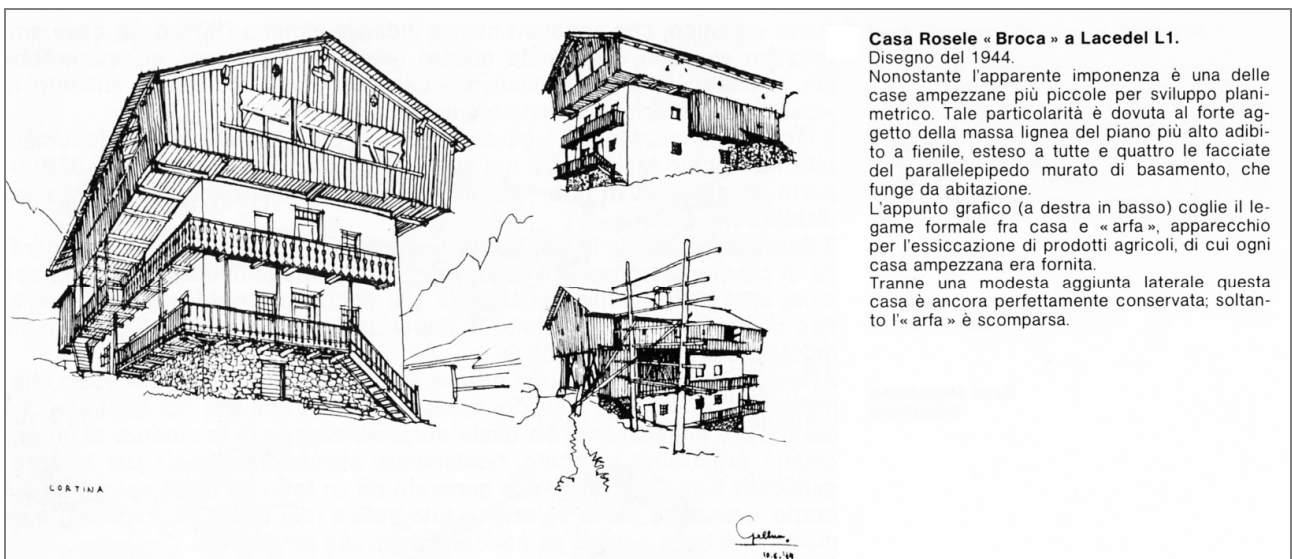 Casa Rosele « Broca » a Lacedel L1.
Disegno del 1944.
Nonostante l'apparente imponenza è una delle
case ampezzane più piccole per sviluppo plani-
metrico. Tale particolarità è dovuta al forte ag-
getto della massa lignea del piano più alto adibi-
to a fienile, esteso a tutte e quattro le facciate
del parallelepipedo murato di basamento, che
funge da abitazione.
L'appunto grafico (a destra in basso) coglie il le-
game formale fra casa e « arfa », apparecchio
per l'essiccazione di prodotti agricoli, di cui ogni
casa ampezzana era fornita.
Tranne una modesta aggiunta laterale questa
casa è ancora perfettamente conservata; soltan-
to l'« arfa » è scomparsa.
CORTINA